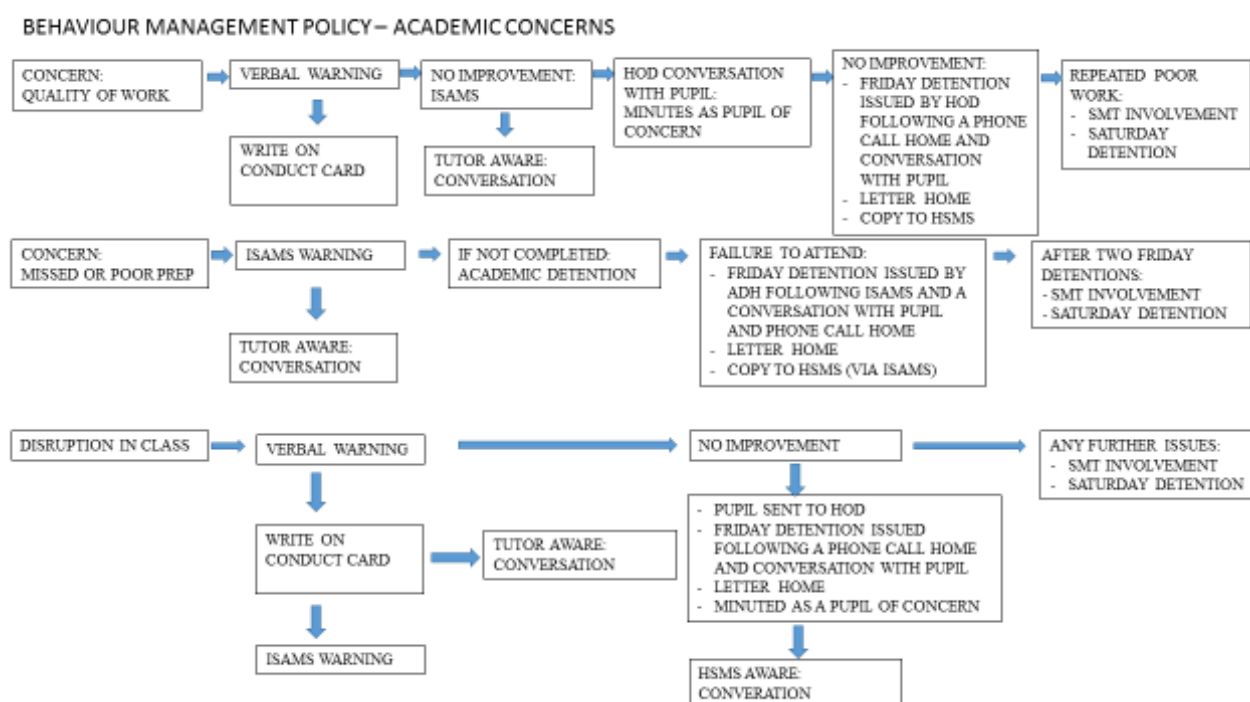 BEHAVIOUR MANAGEMENT POLICY – ACADEMIC CONCERNS
CONCERN:
QUALITY OF WORK
VERBAL WARNING
WRITE ON
CONDUCT CARD
NO IMPROVEMENT:
ISAMS
TUTOR AWARE:
CONVERSATION
HOD CONVERSATION
WITH PUPIL:
MINUTES AS PUPIL OF
CONCERN
NO IMPROVEMENT:
- FRIDAY DETENTION
ISSUED BY HOD
FOLLOWING A PHONE
CALL HOME AND
CONVERSATION
WITH PUPIL
- LETTER HOME
- COPY TO HSMS
REPEATED POOR
WORK:
- SMT INVOLVEMENT
- SATURDAY
DETENTION
CONCERN:
MISSED OR POOR PREP
ISAMS WARNING
TUTOR AWARE:
CONVERSATION
IF NOT COMPLETED:
ACADEMIC DETENTION
FAILURE TO ATTEND:
- FRIDAY DETENTION ISSUED BY
ADH FOLLOWING ISAMS AND A
CONVERSATION WITH PUPIL
AND PHONE CALL HOME
- LETTER HOME
- COPY TO HSMS (VIA ISAMS)
AFTER TWO FRIDAY
DETENTIONS:
- SMT INVOLVEMENT
- SATURDAY DETENTION
DISRUPTION IN CLASS
VERBAL WARNING
WRITE ON
CONDUCT CARD
TUTOR AWARE:
CONVERSATION
ISAMS WARNING
NO IMPROVEMENT
- PUPIL SENT TO HOD
- FRIDAY DETENTION ISSUED
FOLLOWING A PHONE CALL HOME
AND CONVERSATION WITH PUPIL
- LETTER HOME
- MINUTED AS A PUPIL OF CONCERN
HSMS AWARE:
CONVERATION
ANY FURTHER ISSUES:
- SMT INVOLVEMENT
- SATURDAY DETENTION